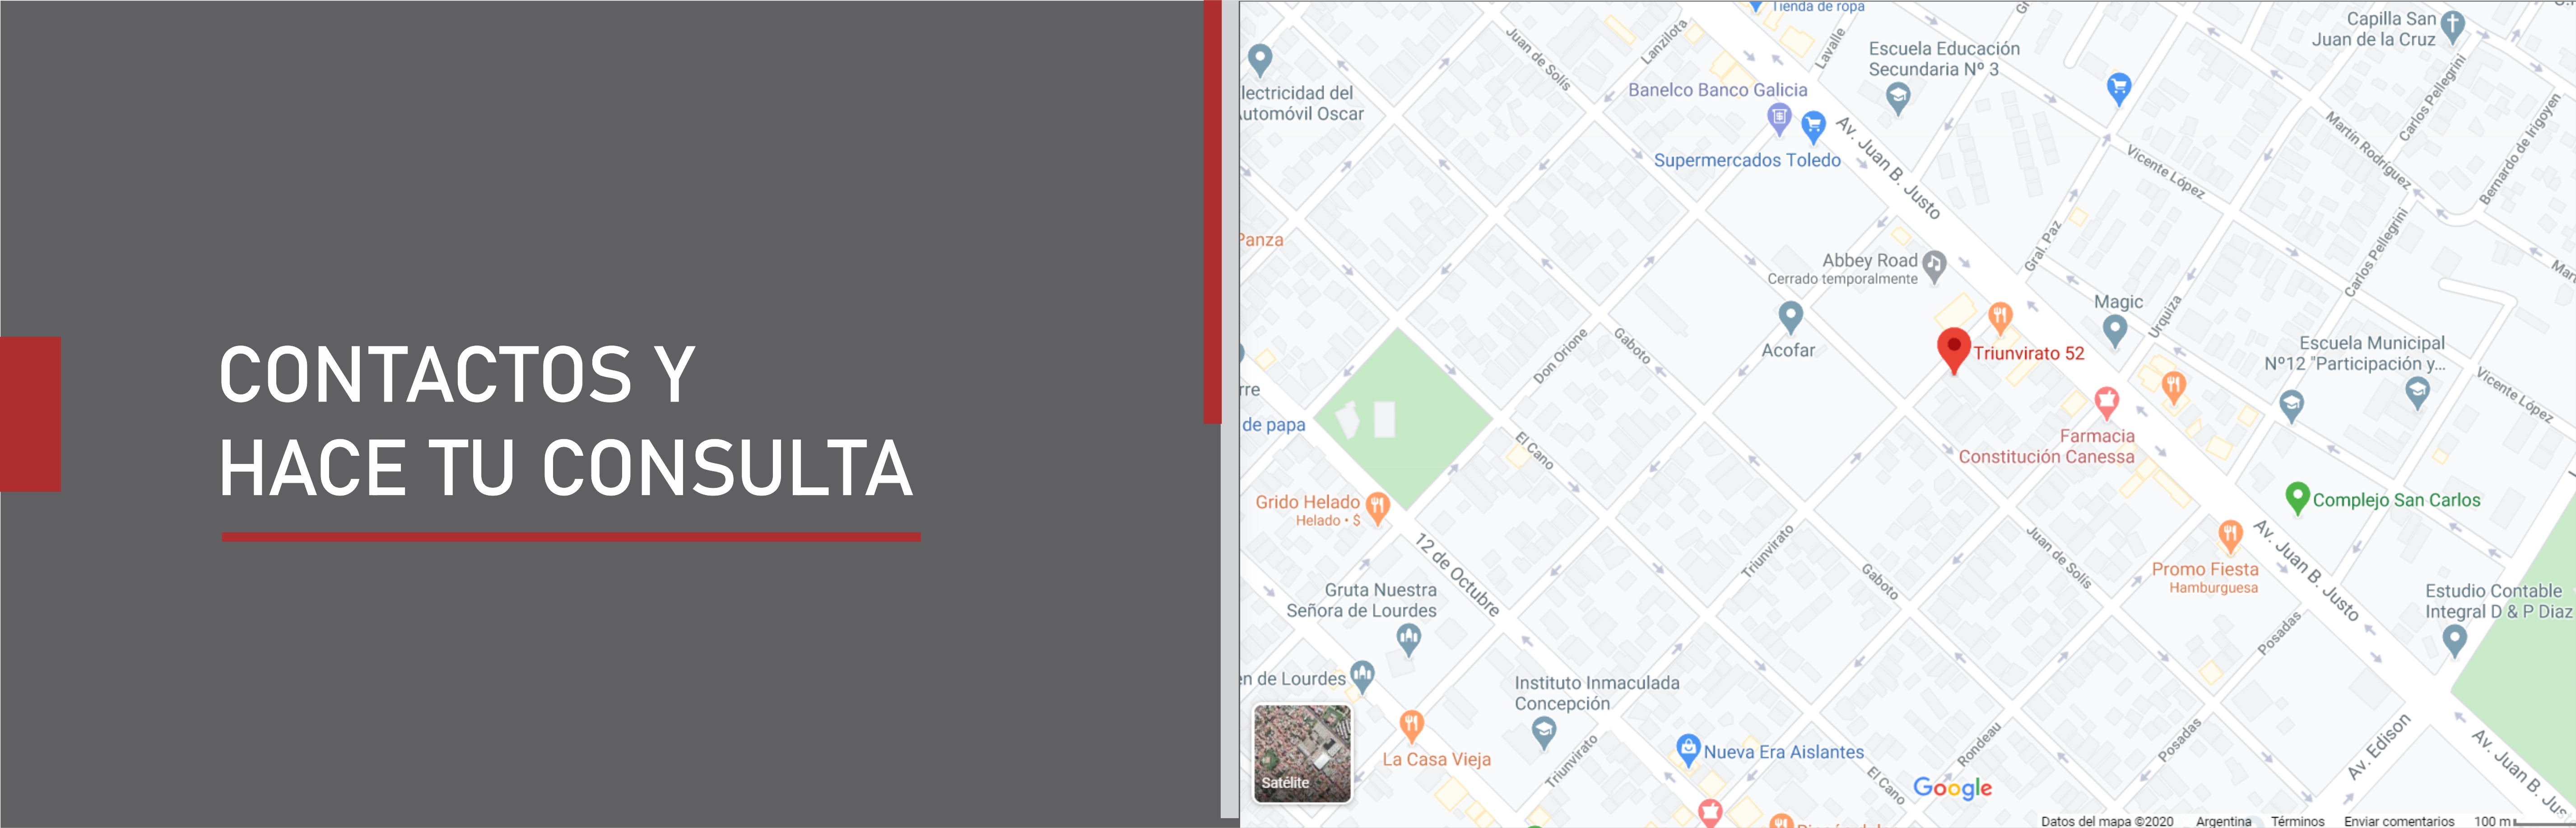 CONTACTOS Y
HACE TU CONSULTA
Tienda de ropa
Capilla San
Juan de la Cruz
Juan de Solís
Lanzilota
Lavalle
Escuela Educación
Secundaria Nº 3
lectricidad del
utomóvil Oscar
Banelco Banco Galicia
Supermercados Toledo
Av. Juan B. Justo
Vicente López
Martín Rodríguez
Carlos Pellegrini
Bernardo de Irigoyen
Panza
Abbey Road
Cerrado temporalmente
Gral. Paz
Carlos Pellegrini
Magic
Urquiza
Acofar
Triunvirato 52
Don Orione
Gaboto
Escuela Municipal
Nº12 "Participación y...
Vicente López
rre
de papa
El Cano
Farmacia
Constitución Canessa
Grido Helado
Helado • $
Complejo San Carlos
12 de Octubre
Triunvirato
Gaboto
Juan de Solís
Av. Juan B. Justo
Promo Fiesta
Hamburguesa
Gruta Nuestra
Señora de Lourdes
Estudio Contable
Integral D & P Diaz
Posadas
en de Lourdes
Instituto Inmaculada
Concepción
La Casa Vieja
Triunvirato
Nueva Era Aislantes
El Cano
Rondeau
Posadas
Av. Edison
Av. Juan B. Jus
Satélite
Google
Datos del mapa ©2020 Argentina Términos Enviar comentarios 100 m